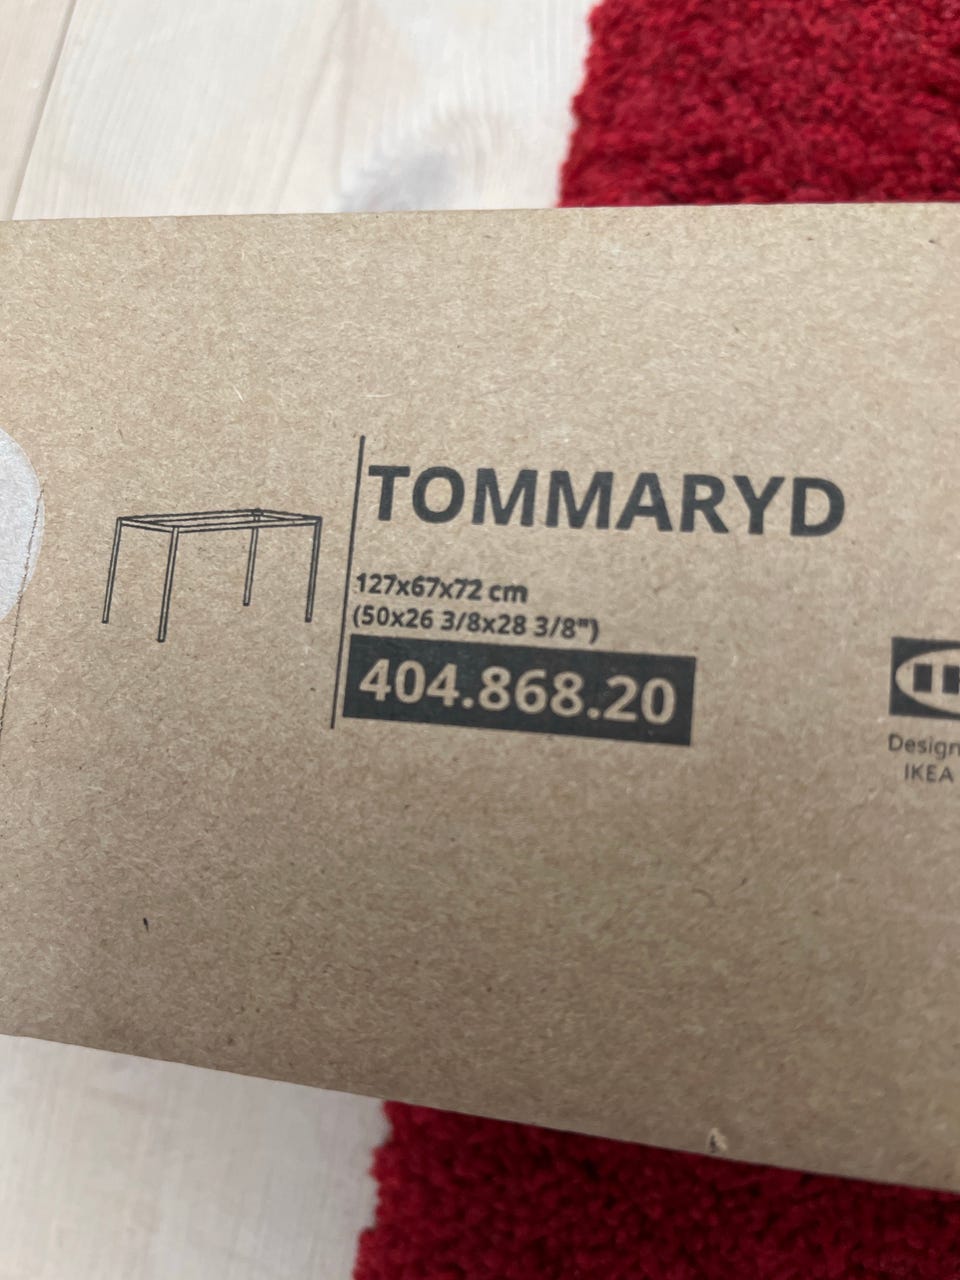 TOMMARYD
127x67x72 cm
(50x26 3/8x28 3/8")
404.868.20
Design
IKEA